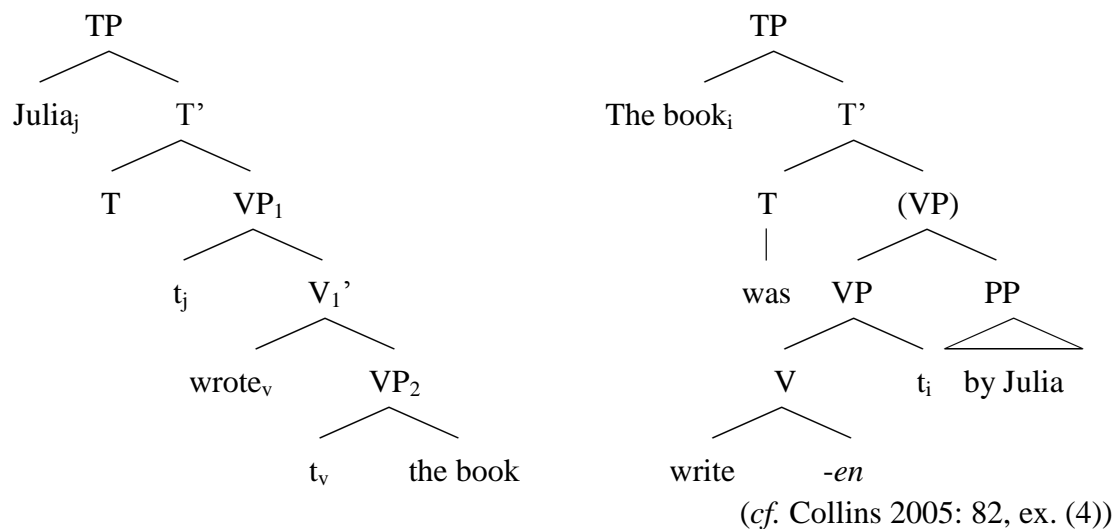 TP TP
Julia_j T’ The book_i T’
T VP_1 T (VP)
t_j V_1’ was VP PP
wrote_v VP_2 V t_i by Julia
t_v the book write -en
(cf. Collins 2005: 82, ex. (4))